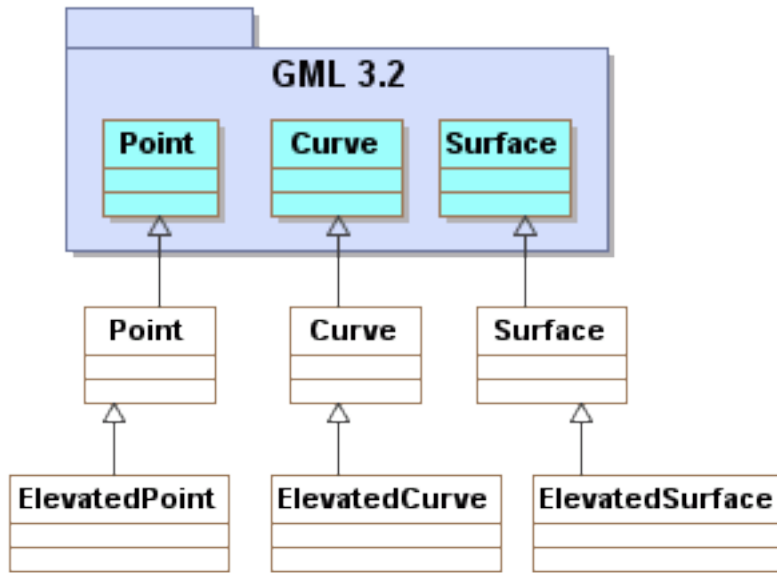 GML 3.2
Point
Curve
Surface
Point
Curve
Surface
ElevatedPoint
ElevatedCurve
ElevatedSurface